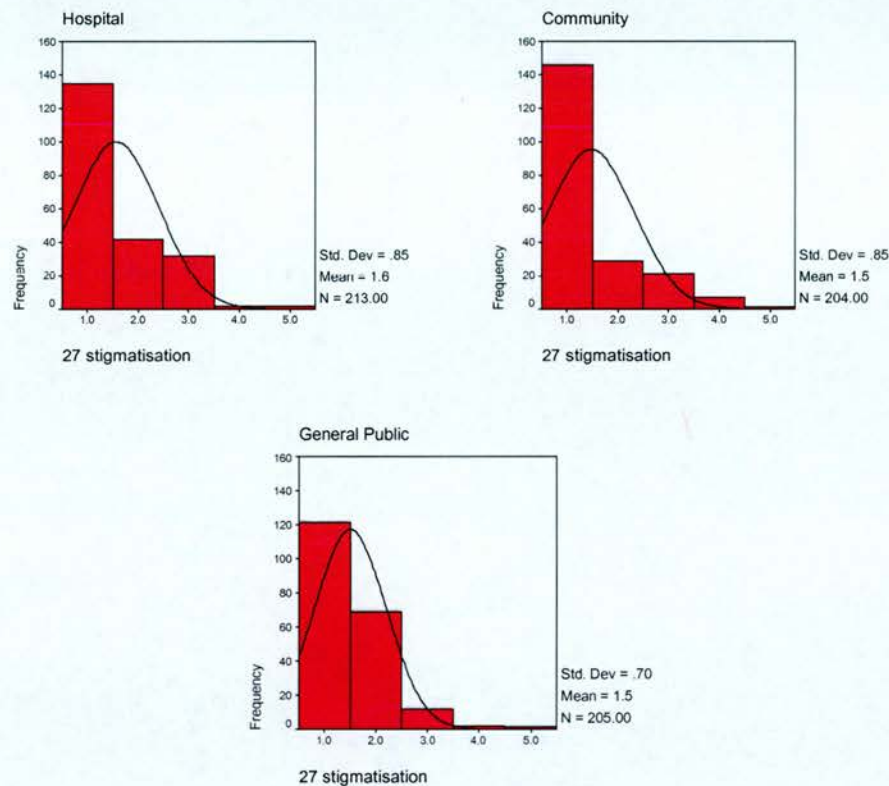 Hospital
160
140
120
100
80
60
40
20
0
Frequency
1.0 2.0 3.0 4.0 5.0
Std. Dev = .85
Mean = 1.6
N = 213.00
27 stigmatisation
Community
160
140
120
100
80
60
40
20
0
Frequency
1.0 2.0 3.0 4.0 5.0
Std. Dev = .85
Mean = 1.5
N = 204.00
27 stigmatisation
General Public
160
140
120
100
80
60
40
20
0
Frequency
1.0 2.0 3.0 4.0 5.0
Std. Dev = .70
Mean = 1.5
N = 205.00
27 stigmatisation